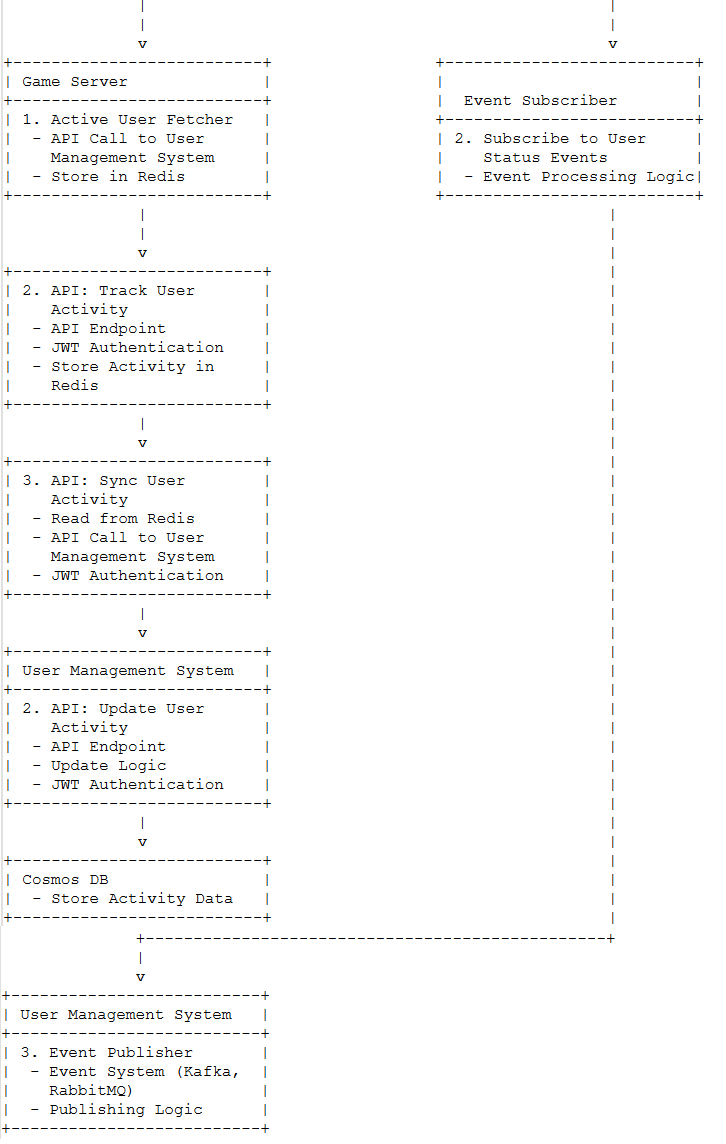 Game Server
1. Active User Fetcher
- API Call to User
Management System
- Store in Redis
Event Subscriber
2. Subscribe to User
Status Events
- Event Processing Logic
2. API: Track User
Activity
- API Endpoint
- JWT Authentication
- Store Activity in
Redis
3. API: Sync User
Activity
- Read from Redis
- API Call to User
Management System
- JWT Authentication
User Management System
2. API: Update User
Activity
- API Endpoint
- Update Logic
- JWT Authentication
Cosmos DB
- Store Activity Data
User Management System
3. Event Publisher
- Event System (Kafka,
RabbitMQ)
- Publishing Logic